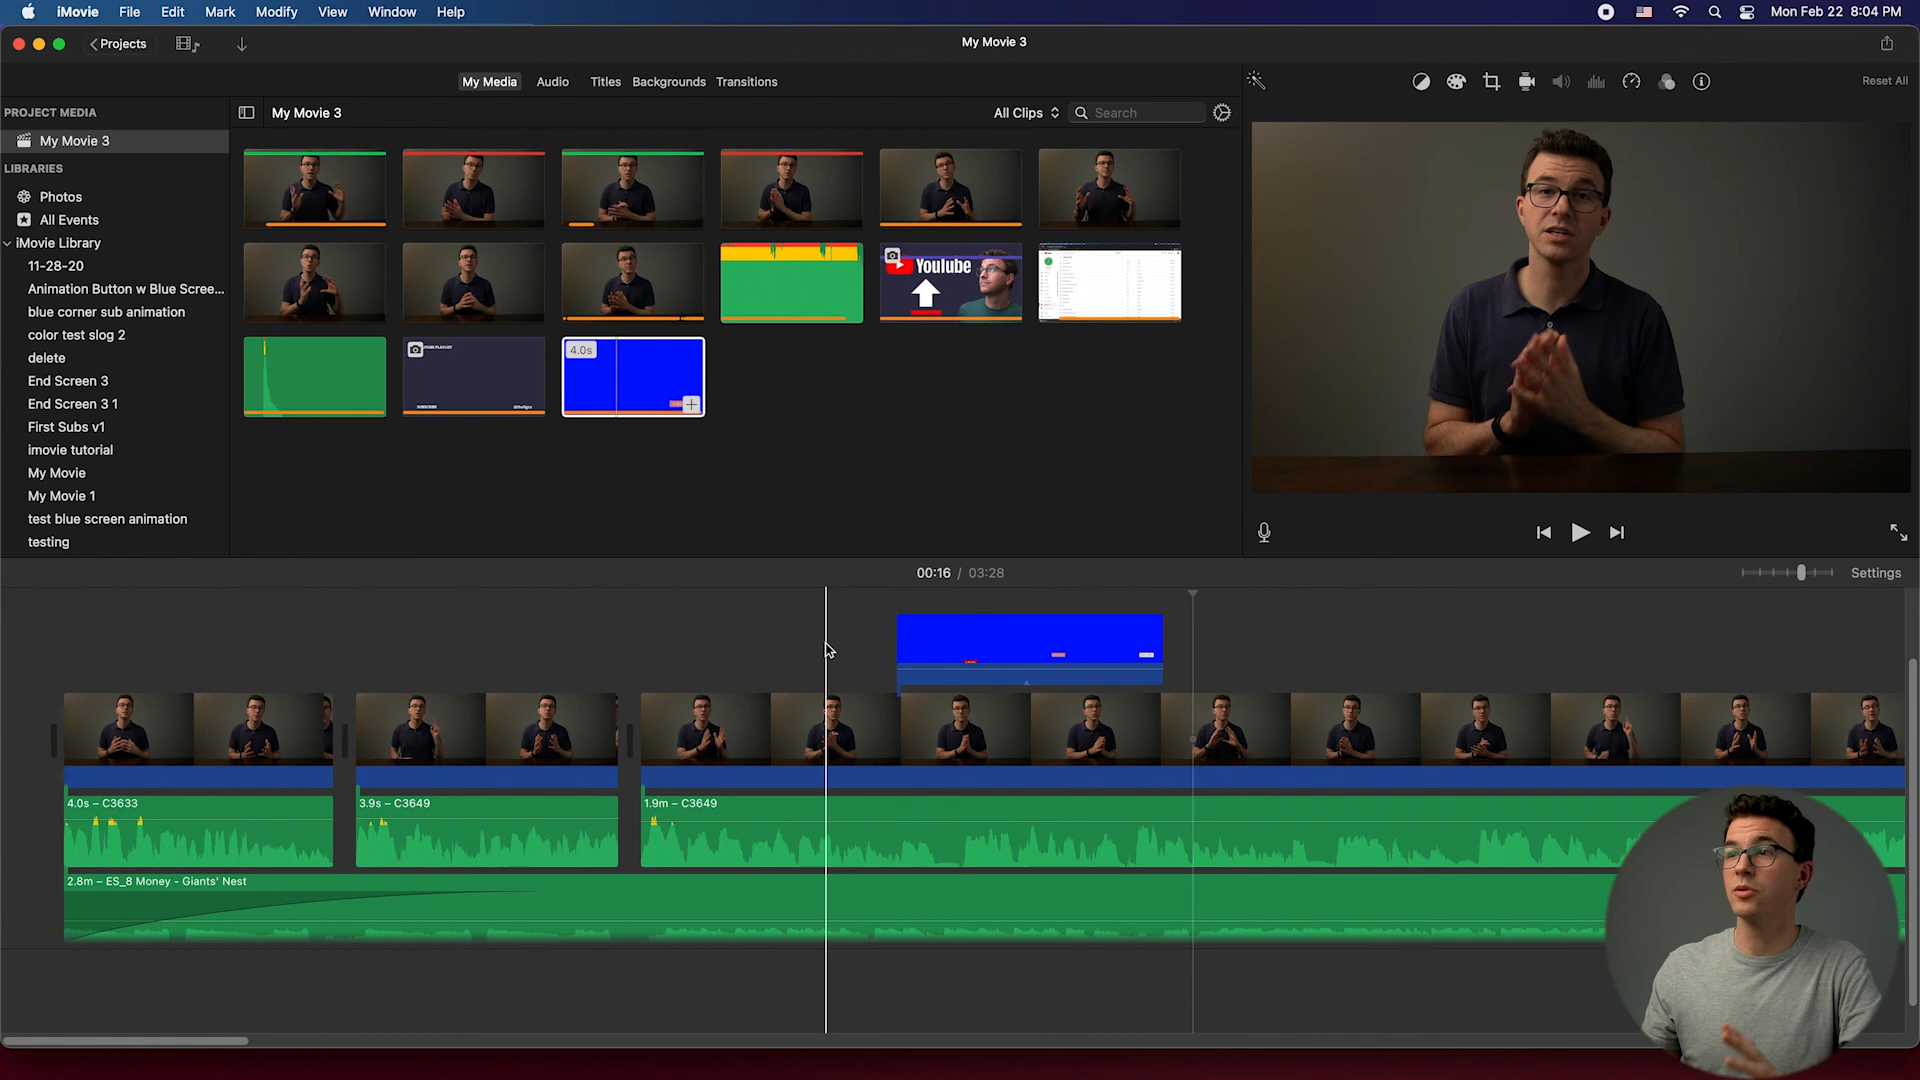 iMovie File Edit Mark Modify View Window Help Mon Feb 22 8:04 PM
Projects My Movie 3
My Media Audio Titles Backgrounds Transitions Reset All
PROJECT MEDIA
My Movie 3
LIBRARIES
Photos
All Events
iMovie Library
11-28-20
Animation Button w Blue Scree...
blue corner sub animation
color test slog 2
delete
End Screen 3
End Screen 3 1
First Subs v1
imovie tutorial
My Movie
My Movie 1
test blue screen animation
testing
My Movie 3 All Clips Search
YouTube
SUBSCRIBE
4.0s
00:16 / 03:28 Settings
4.0s – C3633
3.9s – C3649
1.9m – C3649
2.8m – ES_8 Money - Giants' Nest